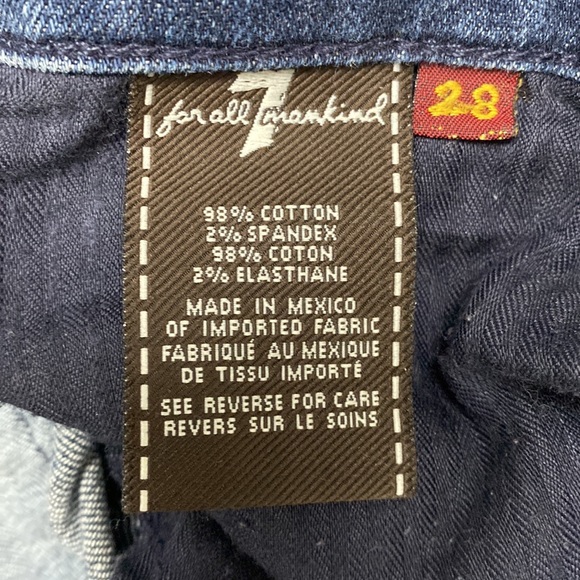 7
for all mankind
28
98% COTTON
2% SPANDEX
98% COTON
2% ELASTHANE
MADE IN MEXICO
OF IMPORTED FABRIC
FABRIQUÉ AU MEXIQUE
DE TISSU IMPORTÉ
SEE REVERSE FOR CARE
REVERS SUR LE SOINS